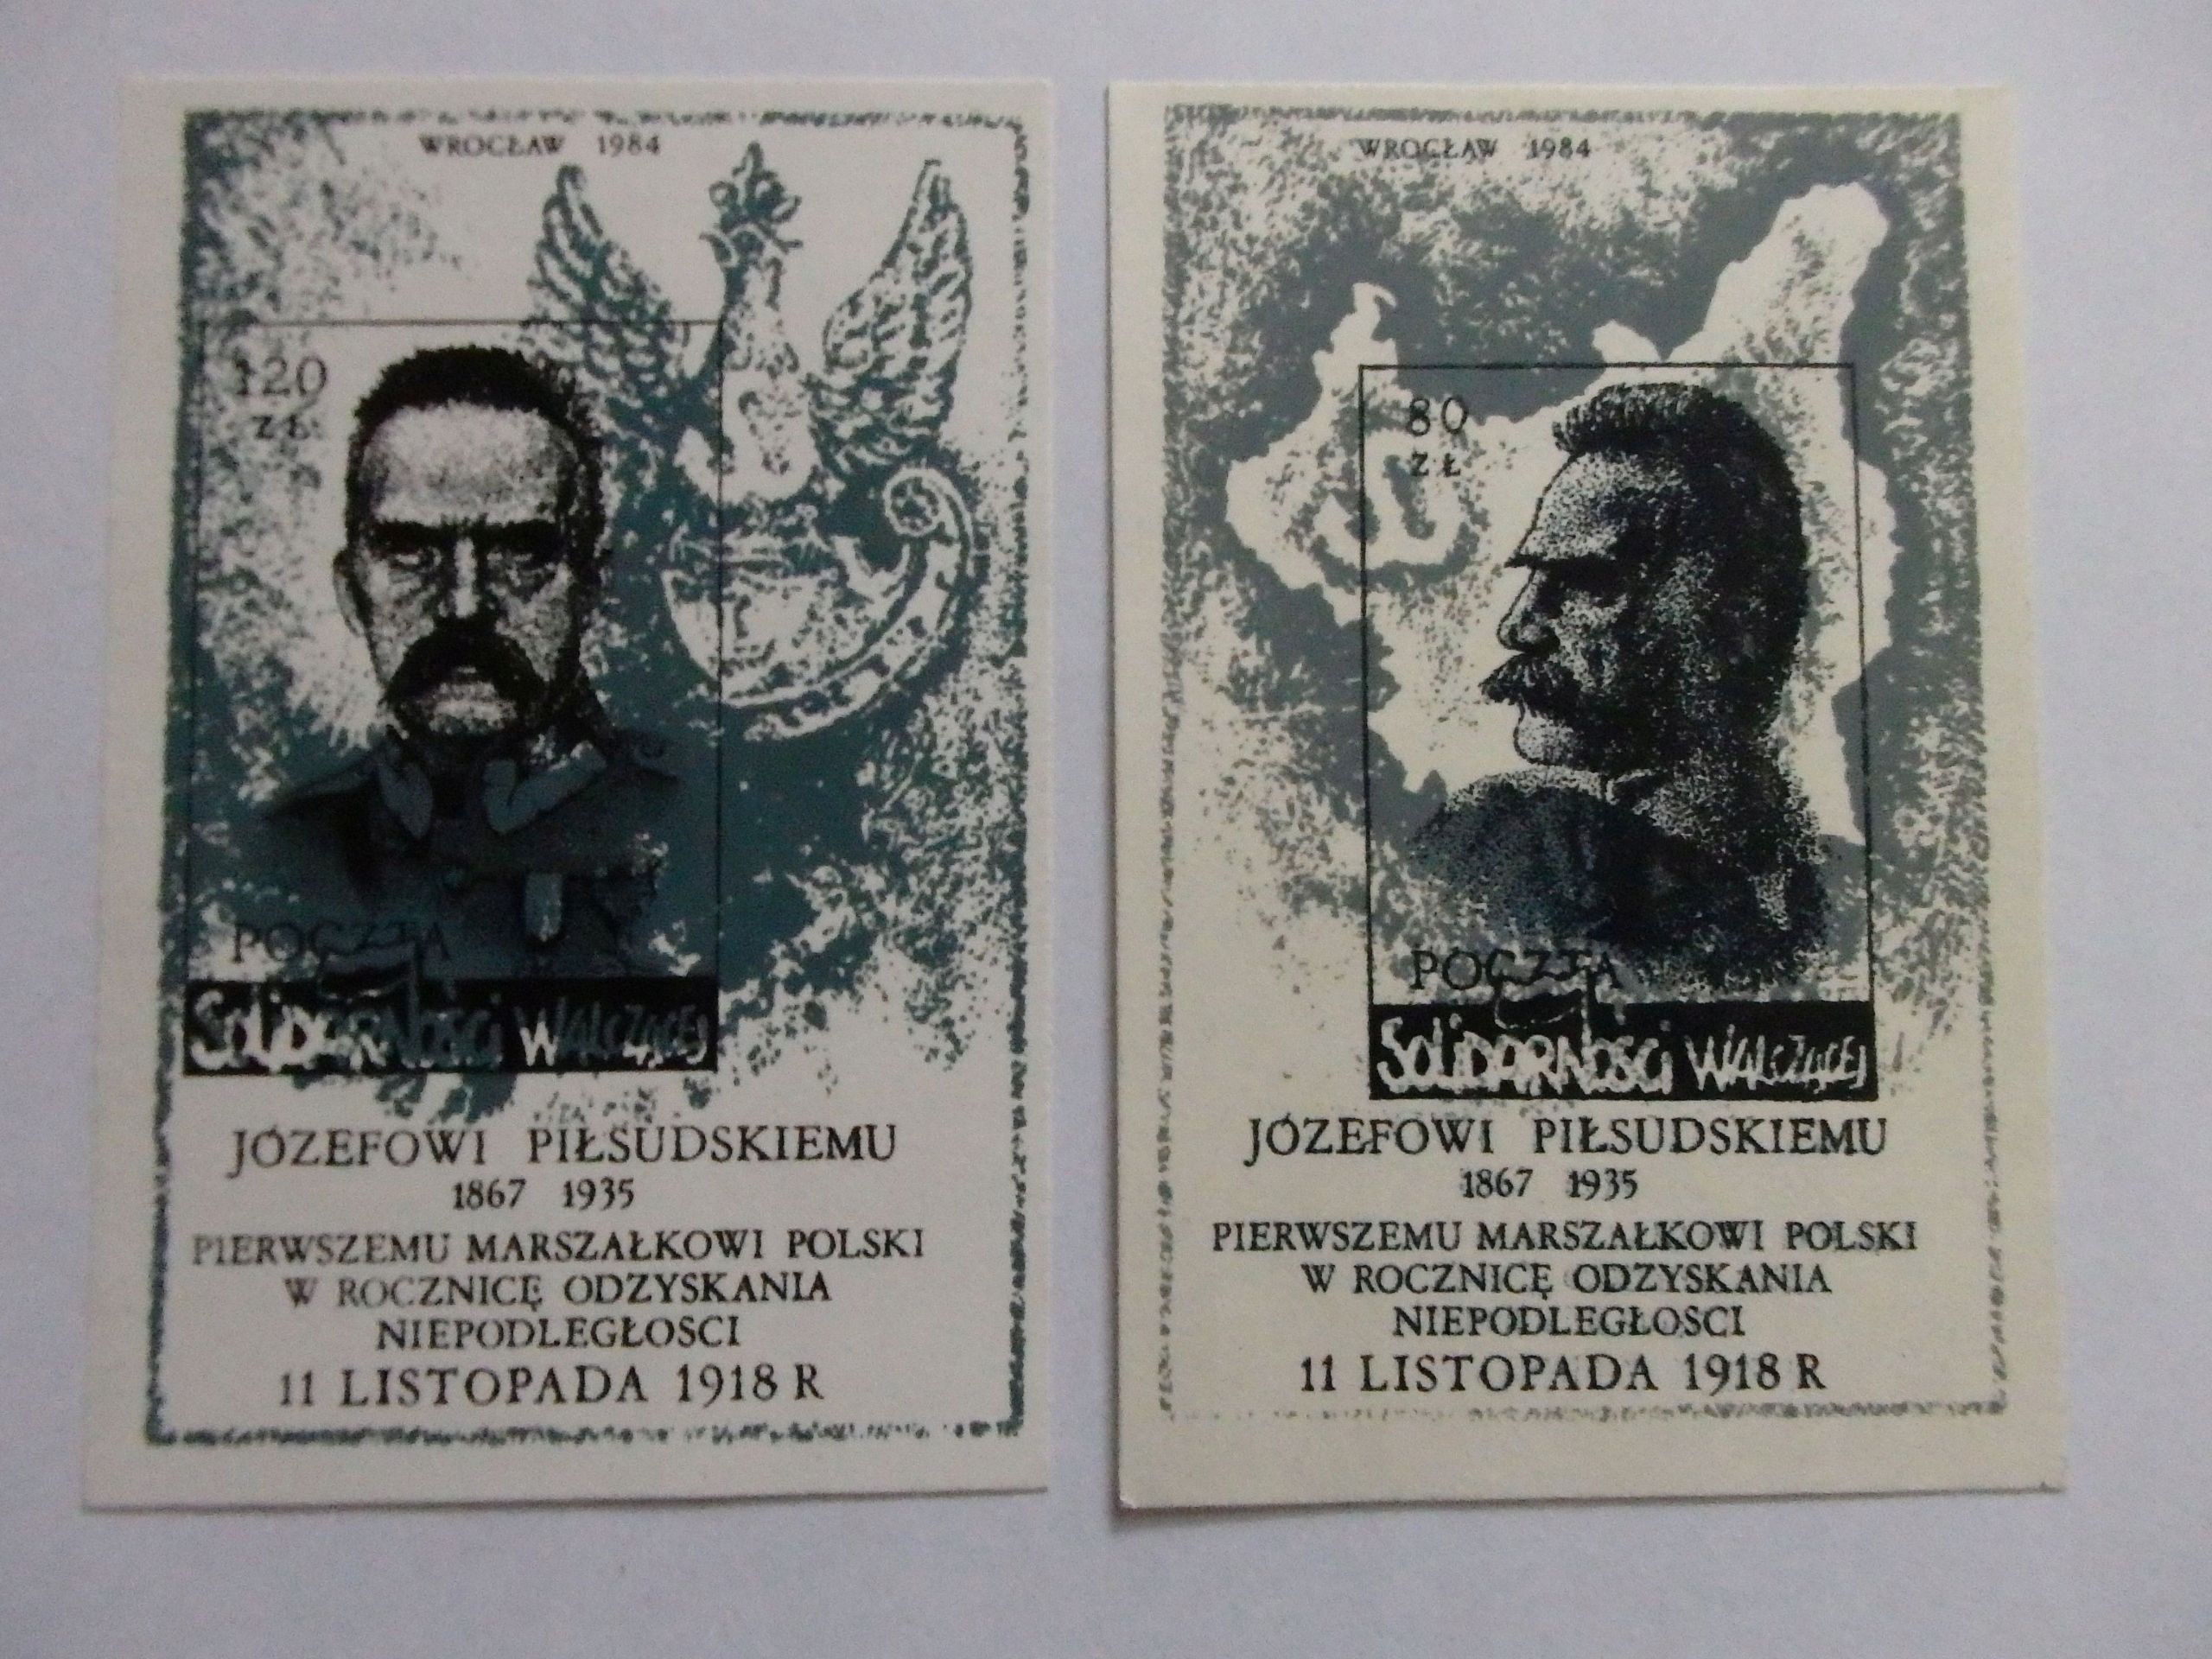 WROCŁAW 1984
120
ZŁ
POCZTA
SOLIDARNOŚCI WALCZĄCEJ
JÓZEFOWI PIŁSUDSKIEMU
1867 1935
PIERWSZEMU MARSZAŁKOWI POLSKI
W ROCZNICĘ ODZYSKANIA
NIEPODLEGŁOSCI
11 LISTOPADA 1918 R
WROCŁAW 1984
80
ZŁ
POCZTA
SOLIDARNOŚCI WALCZĄCEJ
JÓZEFOWI PIŁSUDSKIEMU
1867 1935
PIERWSZEMU MARSZAŁKOWI POLSKI
W ROCZNICĘ ODZYSKANIA
NIEPODLEGŁOSCI
11 LISTOPADA 1918 R